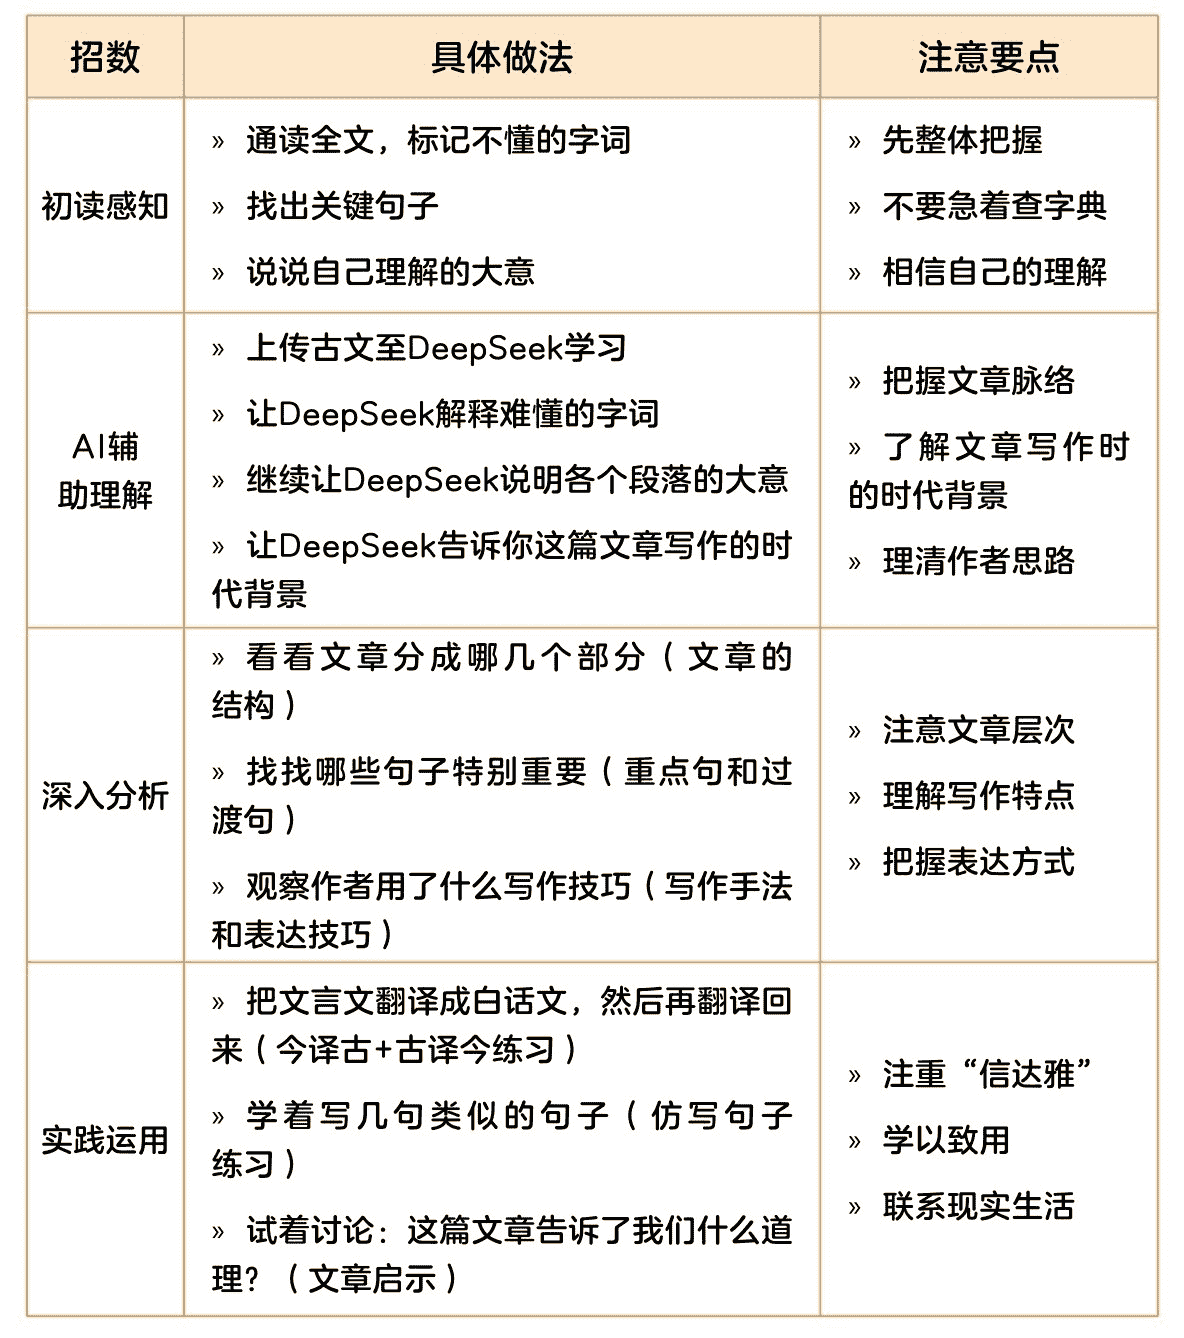 招数 具体做法 注意要点
初读感知
» 通读全文，标记不懂的字词
» 找出关键句子
» 说说自己理解的大意
» 先整体把握
» 不要急着查字典
» 相信自己的理解
AI辅
助理解
» 上传古文至DeepSeek学习
» 让DeepSeek解释难懂的字词
» 继续让DeepSeek说明各个段落的大意
» 让DeepSeek告诉你这篇文章写作的时
代背景
» 把握文章脉络
» 了解文章写作时
的时代背景
» 理清作者思路
深入分析
» 看看文章分成哪几个部分（文章的
结构）
» 找找哪些句子特别重要（重点句和过
渡句）
» 观察作者用了什么写作技巧（写作手法
和表达技巧）
» 注意文章层次
» 理解写作特点
» 把握表达方式
实践运用
» 把文言文翻译成白话文，然后再翻译回
来（今译古+古译今练习）
» 学着写几句类似的句子（仿写句子
练习）
» 试着讨论：这篇文章告诉了我们什么道
理？（文章启示）
» 注重“信达雅”
» 学以致用
» 联系现实生活